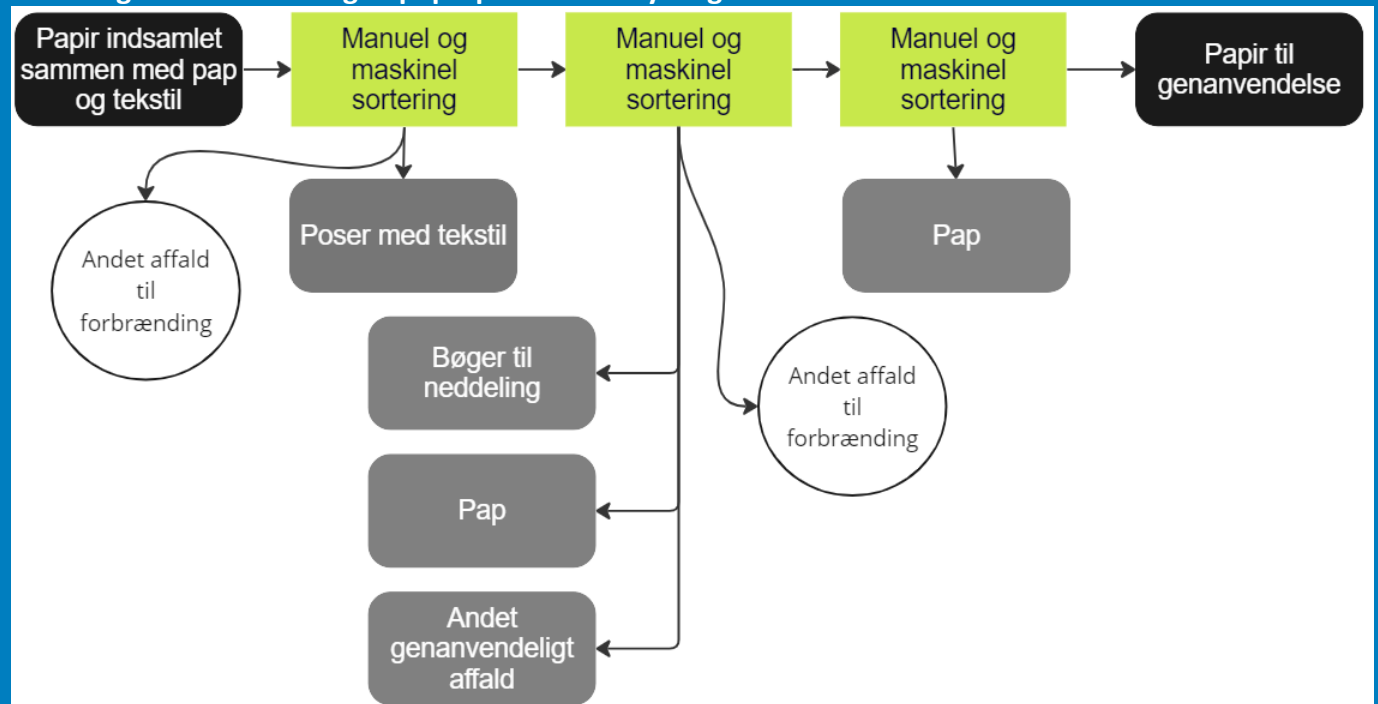 Papir indsamlet
sammen med pap
og tekstil
Manuel og
maskinel
sortering
Manuel og
maskinel
sortering
Manuel og
maskinel
sortering
Papir til
genanvendelse
Andet affald
til
forbrænding
Poser med tekstil
Pap
Bøger til
neddeling
Andet affald
til
forbrænding
Pap
Andet
genanvendeligt
affald